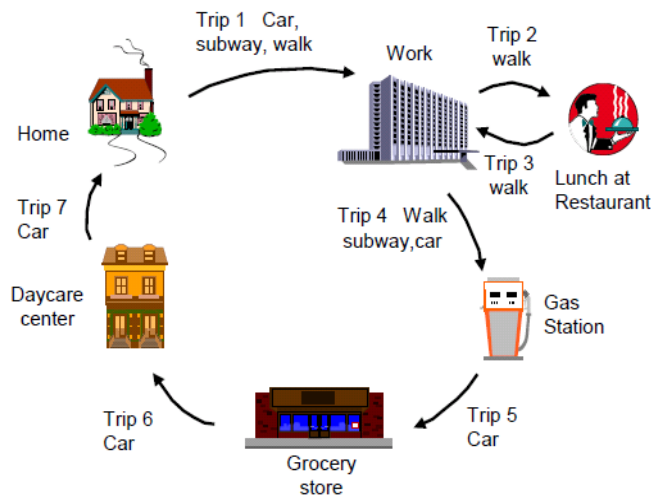 Trip 1 Car,
subway, walk
Work
Trip 2
walk
Home
Trip 3
walk
Lunch at
Restaurant
Trip 7
Car
Trip 4 Walk
subway,car
Daycare
center
Gas
Station
Trip 6
Car
Trip 5
Car
Grocery
store